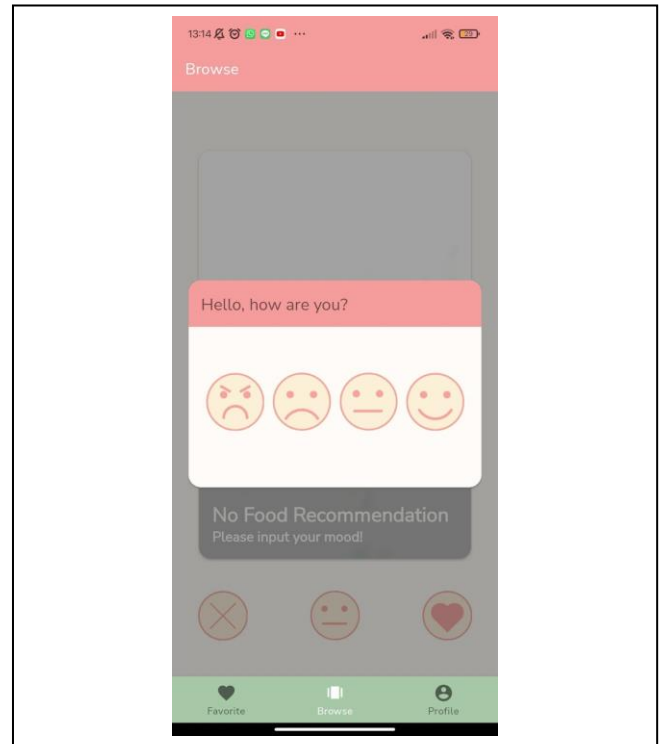 13:14
Browse
Hello, how are you?
No Food Recommendation
Please input your mood!
Favorite Browse Profile